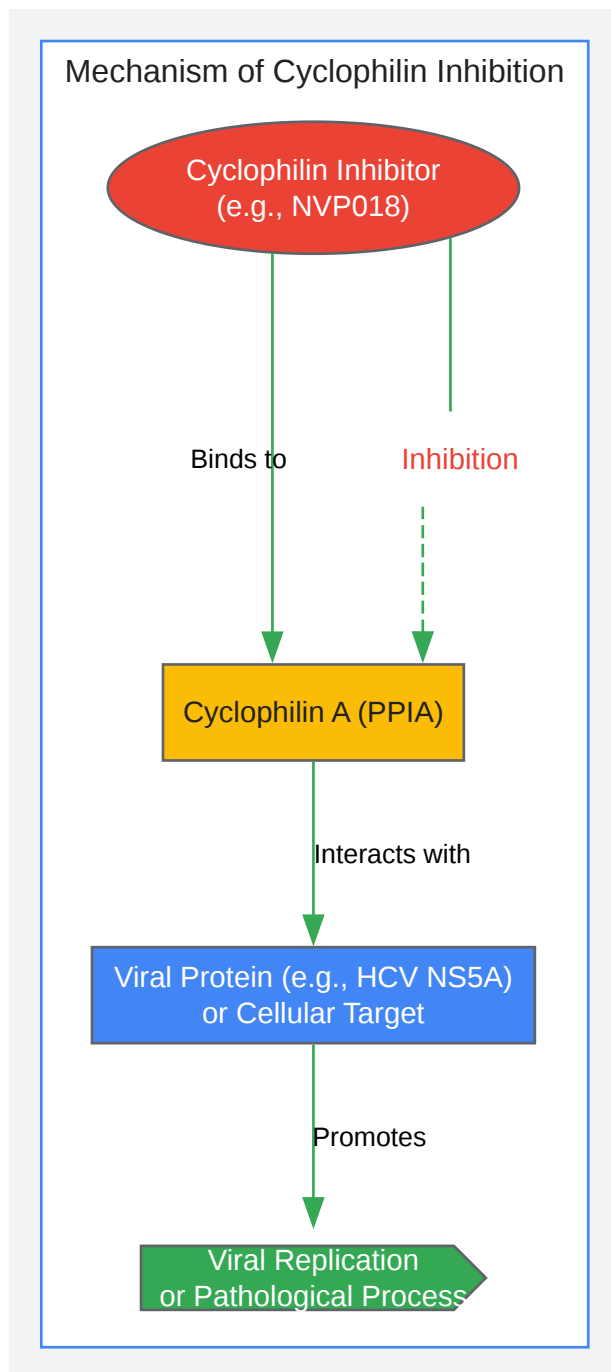 Mechanism of Cyclophilin Inhibition
Cyclophilin Inhibitor
(e.g., NVP018)
Binds to
Inhibition
Cyclophilin A (PPIA)
Interacts with
Viral Protein (e.g., HCV NS5A)
or Cellular Target
Promotes
Viral Replication
or Pathological Process